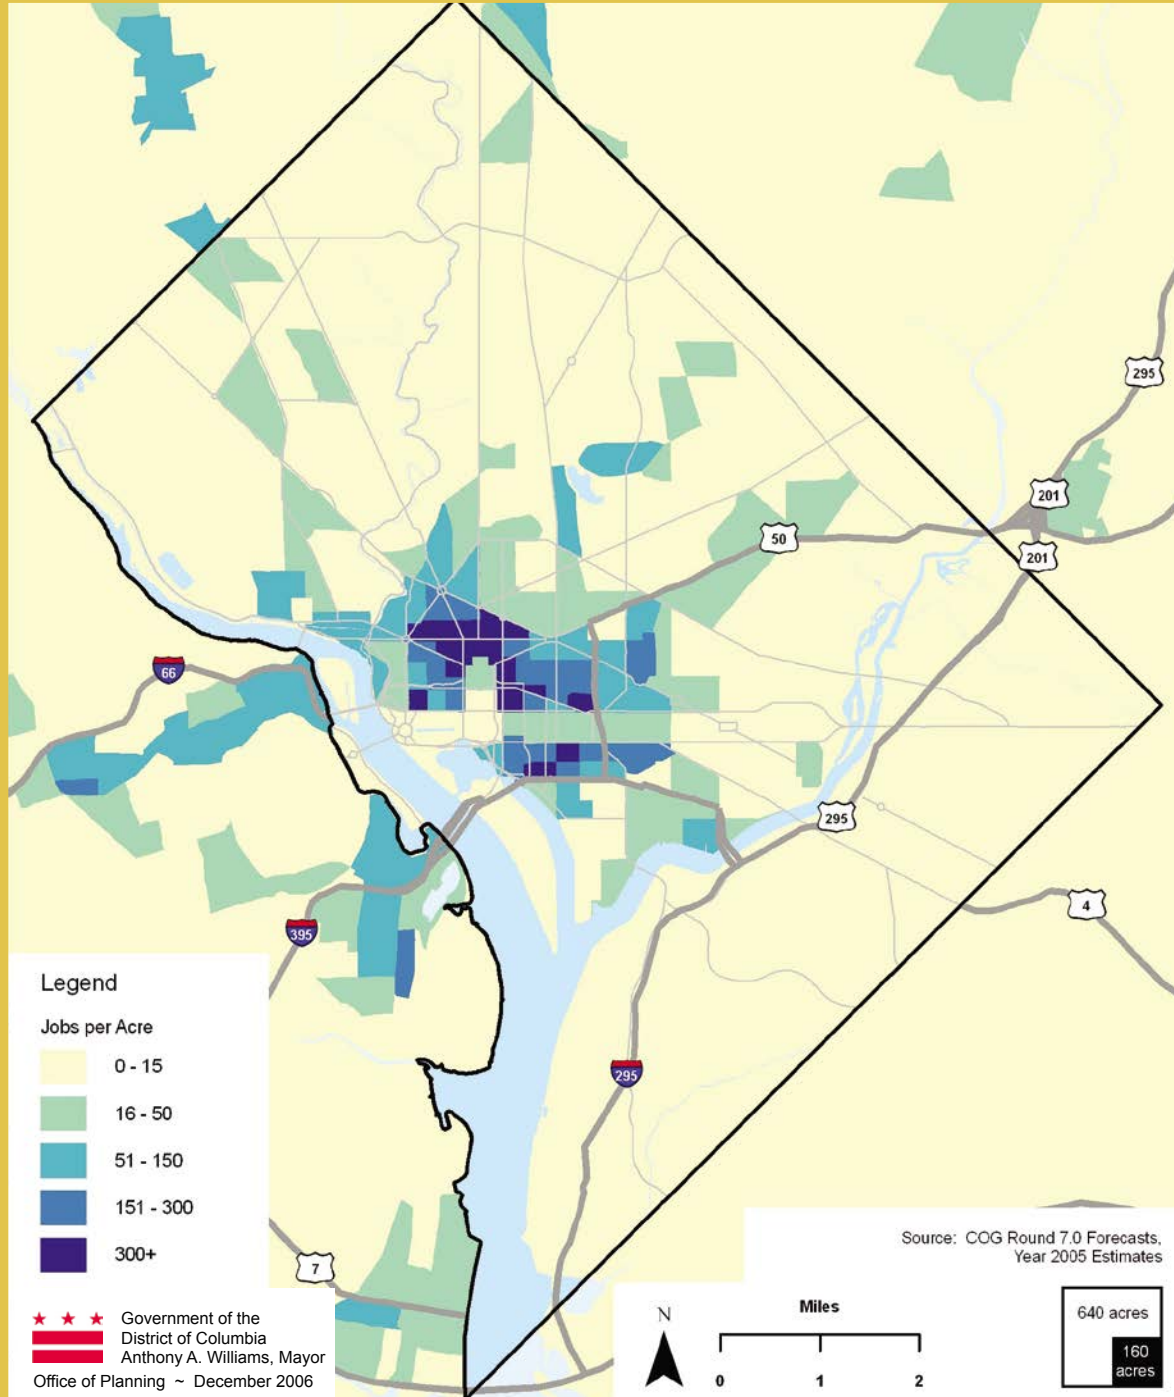 295
201
50
201
66
295
4
395
295
7
Legend
Jobs per Acre
0 - 15
16 - 50
51 - 150
151 - 300
300+
Government of the
District of Columbia
Anthony A. Williams, Mayor
Office of Planning ~ December 2006
Source: COG Round 7.0 Forecasts,
Year 2005 Estimates
N
Miles
0 1 2
640 acres
160
acres